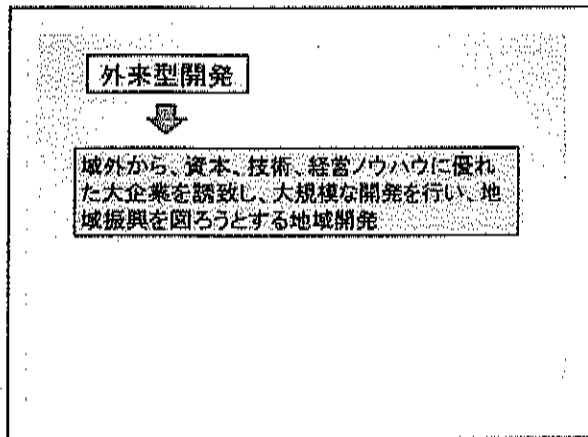 外来型開発
域外から、資本、技術、経営ノウハウに優れ
た大企業を誘致し、大規模な開発を行い、地
域振興を図ろうとする地域開発